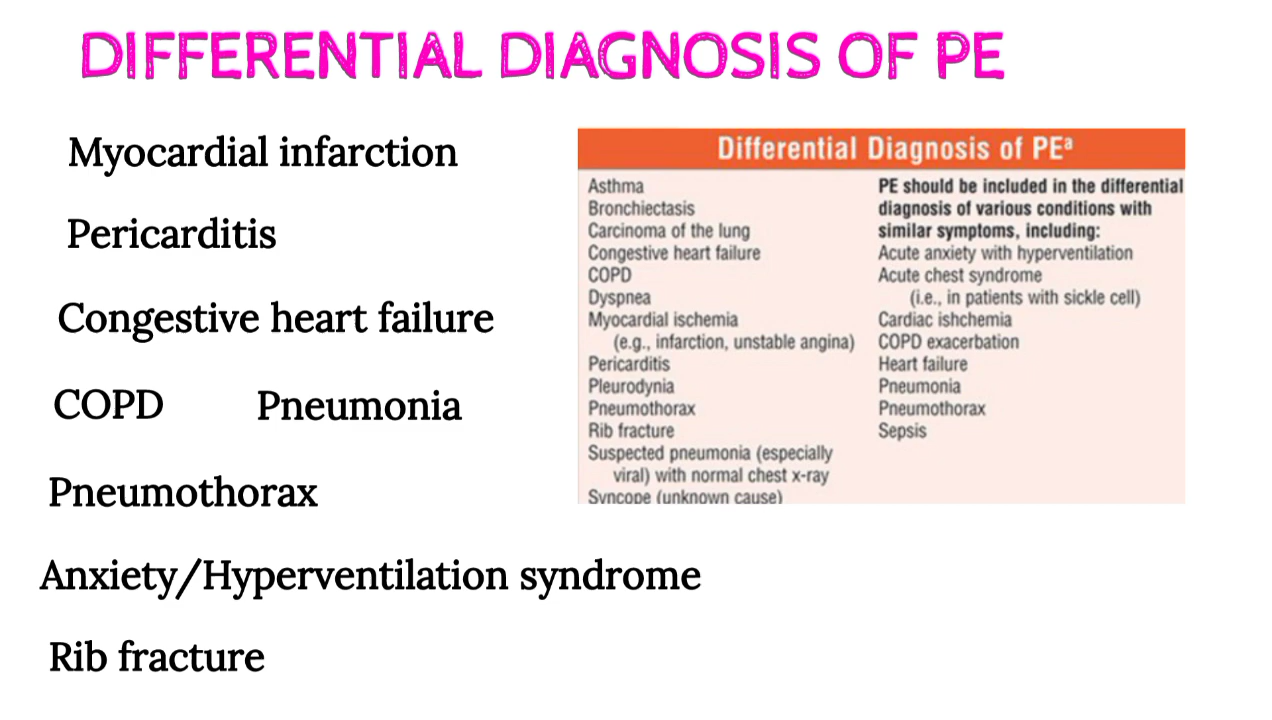 DIFFERENTIAL DIAGNOSIS OF PE
Myocardial infarction
Pericarditis
Congestive heart failure
COPD Pneumonia
Pneumothorax
Anxiety/Hyperventilation syndrome
Rib fracture
Differential Diagnosis of PEª
Asthma
Bronchiectasis
Carcinoma of the lung
Congestive heart failure
COPD
Dyspnea
Myocardial ischemia
(e.g., infarction, unstable angina)
Pericarditis
Pleurodynia
Pneumothorax
Rib fracture
Suspected pneumonia (especially
viral) with normal chest x-ray
Syncope (unknown cause)
PE should be included in the differential
diagnosis of various conditions with
similar symptoms, including:
Acute anxiety with hyperventilation
Acute chest syndrome
(i.e., in patients with sickle cell)
Cardiac ishchemia
COPD exacerbation
Heart failure
Pneumonia
Pneumothorax
Sepsis